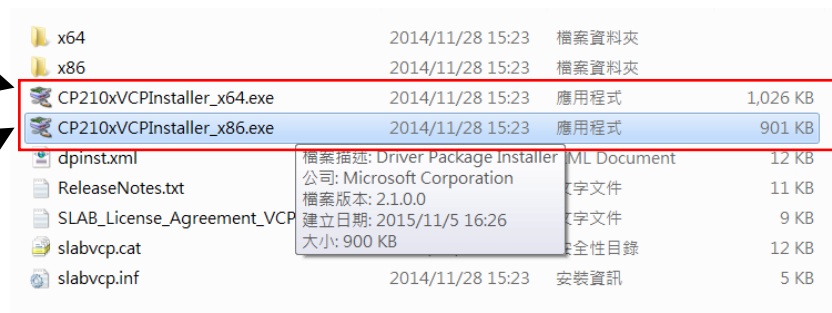 x64 2014/11/28 15:23 檔案資料夾
x86 2014/11/28 15:23 檔案資料夾
CP210xVCPInstaller_x64.exe 2014/11/28 15:23 應用程式 1,026 KB
CP210xVCPInstaller_x86.exe 2014/11/28 15:23 應用程式 901 KB
dpinst.xml ML Document 12 KB
ReleaseNotes.txt 文字文件 11 KB
SLAB_License_Agreement_VCP 文字文件 9 KB
slabvcp.cat 全性目錄 12 KB
slabvcp.inf 2014/11/28 15:23 安裝資訊 5 KB
檔案描述: Driver Package Installer
公司: Microsoft Corporation
檔案版本: 2.1.0.0
建立日期: 2015/11/5 16:26
大小: 900 KB